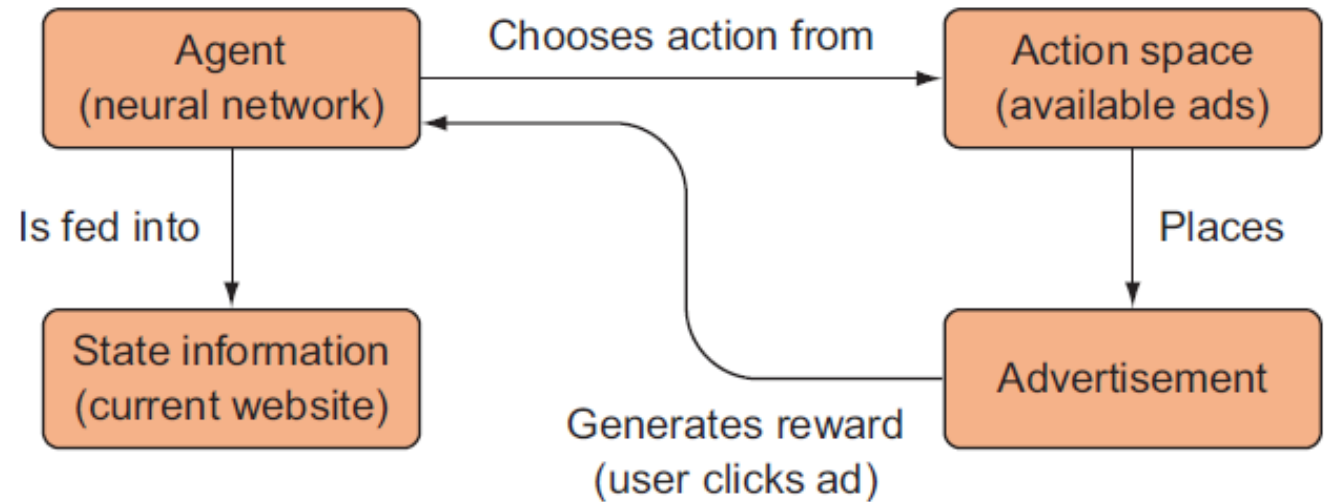 Agent
(neural network)
Chooses action from
Action space
(available ads)
Is fed into
Places
State information
(current website)
Advertisement
Generates reward
(user clicks ad)